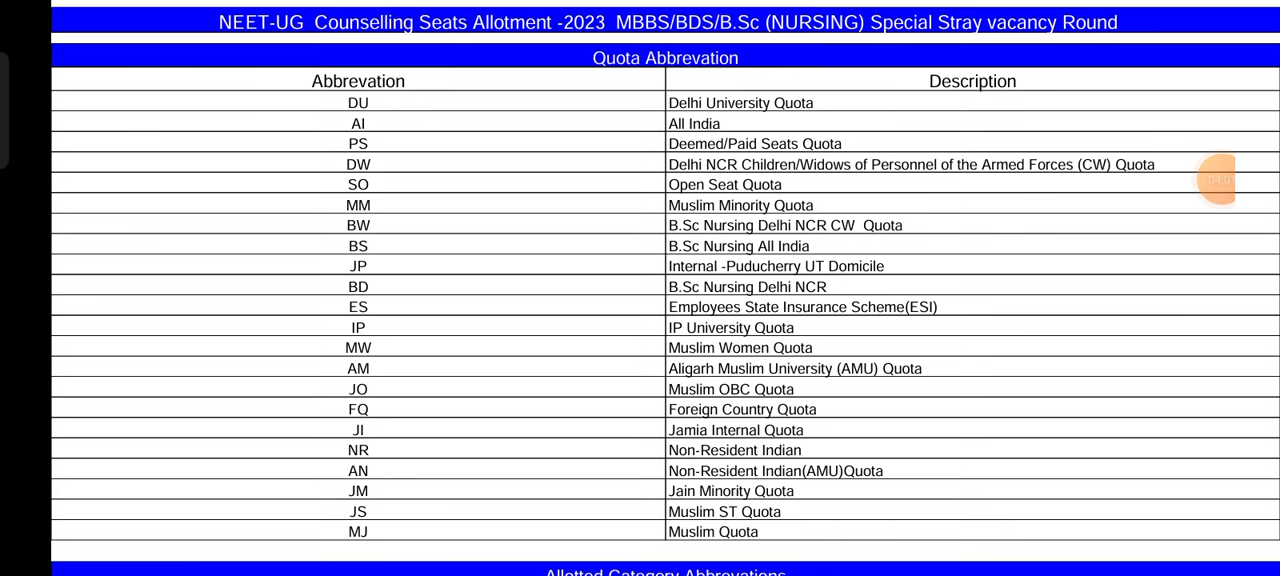 NEET-UG Counselling Seats Allotment -2023 MBBS/BDS/B.Sc (NURSING) Special Stray vacancy Round
Quota Abbrevation
Abbrevation Description
DU Delhi University Quota
AI All India
PS Deemed/Paid Seats Quota
DW Delhi NCR Children/Widows of Personnel of the Armed Forces (CW) Quota
SO Open Seat Quota
MM Muslim Minority Quota
BW B.Sc Nursing Delhi NCR CW Quota
BS B.Sc Nursing All India
JP Internal -Puducherry UT Domicile
BD B.Sc Nursing Delhi NCR
ES Employees State Insurance Scheme(ESI)
IP IP University Quota
MW Muslim Women Quota
AM Aligarh Muslim University (AMU) Quota
JO Muslim OBC Quota
FQ Foreign Country Quota
JI Jamia Internal Quota
NR Non-Resident Indian
AN Non-Resident Indian(AMU)Quota
JM Jain Minority Quota
JS Muslim ST Quota
MJ Muslim Quota
Allotted Category Abbrevations